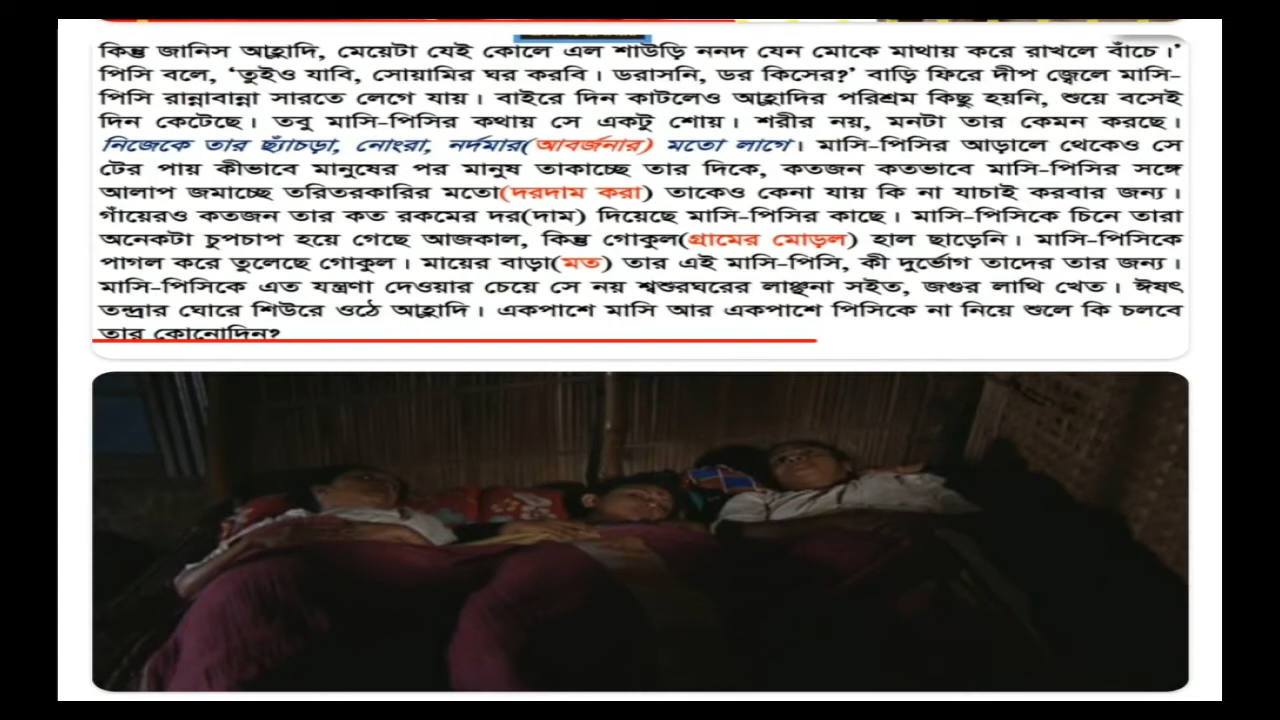 কিন্তু জানিস আহ্লাদি, মেয়েটা যেই কোলে এল শাউড়ি ননদ যেন মোকে মাথায় করে রাখলে বাঁচে।’
পিসি বলে, ‘তুইও যাবি, সোয়ামির ঘর করবি। ডরাসনি, ডর কিসের?’ বাড়ি ফিরে দীপ জ্বেলে মাসি-
পিসি রান্নাবান্না সারতে লেগে যায়। বাইরে দিন কাটলেও আহ্লাদির পরিশ্রম কিছু হয়নি, শুয়ে বসেই
দিন কেটেছে। তবু মাসি-পিসির কথায় সে একটু শোয়। শরীর নয়, মনটা তার কেমন করছে।
নিজেকে তার ছ্যাঁচড়া, নোংরা, নর্দমার(আবর্জনার) মতো লাগে। মাসি-পিসির আড়ালে থেকেও সে
টের পায় কীভাবে মানুষের পর মানুষ তাকাচ্ছে তার দিকে, কতজন কতভাবে মাসি-পিসির সঙ্গে
আলাপ জমাচ্ছে তরিতরকারির মতো(দরদাম করা) তাকেও কেনা যায় কি না যাচাই করবার জন্য।
গাঁয়েরও কতজন তার কত রকমের দর(দাম) দিয়েছে মাসি-পিসির কাছে। মাসি-পিসিকে চিনে তারা
অনেকটা চুপচাপ হয়ে গেছে আজকাল, কিন্তু গোকুল(গ্রামের মোড়ল) হাল ছাড়েনি। মাসি-পিসিকে
পাগল করে তুলেছে গোকুল। মায়ের বাড়া(মত) তার এই মাসি-পিসি, কী দুর্ভোগ তাদের তার জন্য।
মাসি-পিসিকে এত যন্ত্রণা দেওয়ার চেয়ে সে নয় শ্বশুরঘরের লাঞ্ছনা সইত, জগুর লাথি খেত। ঈষৎ
তন্দ্রার ঘোরে শিউরে ওঠে আহ্লাদি। একপাশে মাসি আর একপাশে পিসিকে না নিয়ে শুলে কি চলবে
তার কোনোদিন?